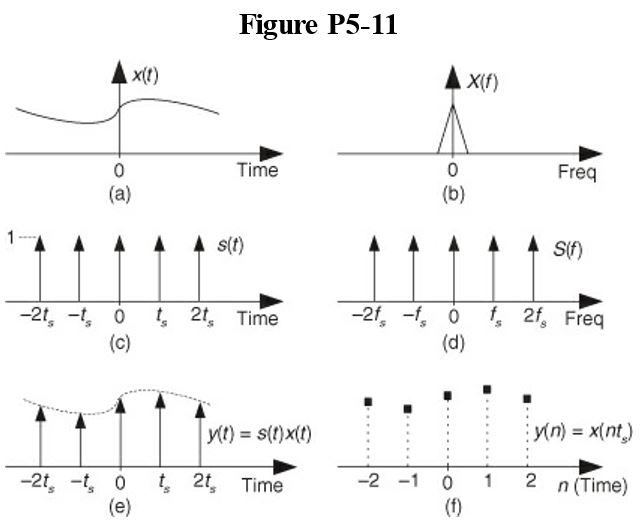 Figure P5-11
x(t)
X(f)
0
Time
0
Freq
(a)
(b)
1
s(t)
S(f)
–2tₛ –tₛ 0 tₛ 2tₛ Time
–2fₛ –fₛ 0 fₛ 2fₛ Freq
(c)
(d)
y(t) = s(t)x(t)
y(n) = x(ntₛ)
–2tₛ –tₛ 0 tₛ 2tₛ Time
–2 –1 0 1 2 n (Time)
(e)
(f)